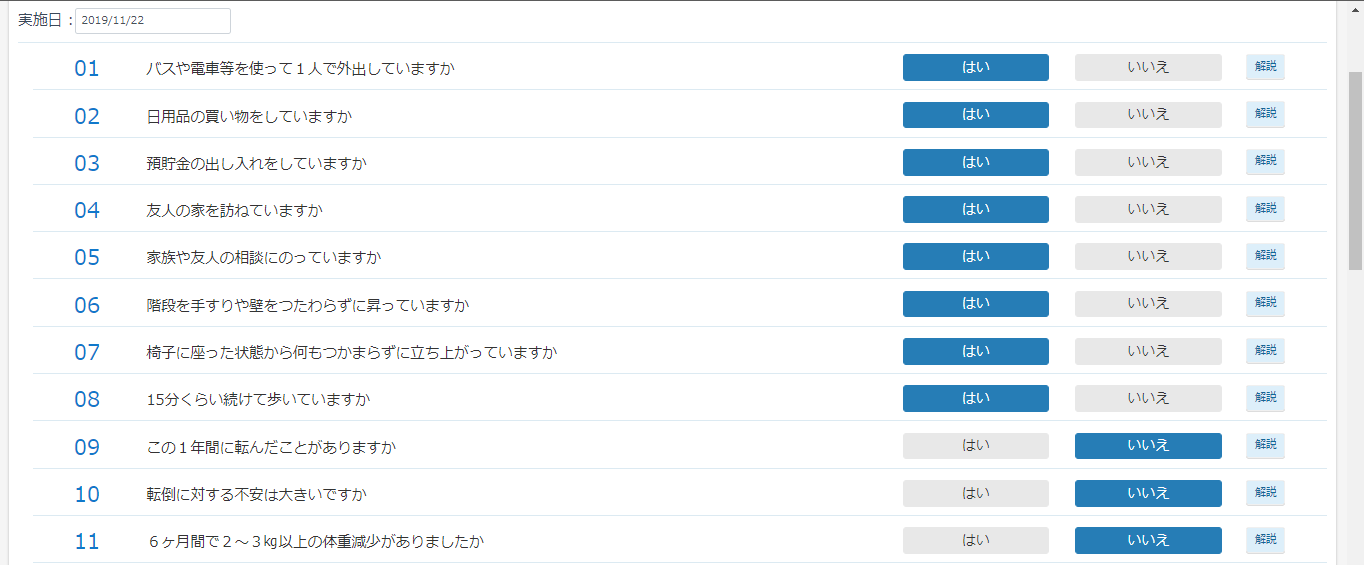 実施日：2019/11/22
01 バスや電車等を使って１人で外出していますか はい いいえ 解説
02 日用品の買い物をしていますか はい いいえ 解説
03 預貯金の出し入れをしていますか はい いいえ 解説
04 友人の家を訪ねていますか はい いいえ 解説
05 家族や友人の相談にのっていますか はい いいえ 解説
06 階段を手すりや壁をつたわらずに昇っていますか はい いいえ 解説
07 椅子に座った状態から何もつかまらずに立ち上がっていますか はい いいえ 解説
08 15分くらい続けて歩いていますか はい いいえ 解説
09 この１年間に転んだことがありますか はい いいえ 解説
10 転倒に対する不安は大きいですか はい いいえ 解説
11 ６ヶ月間で２～３㎏以上の体重減少がありましたか はい いいえ 解説